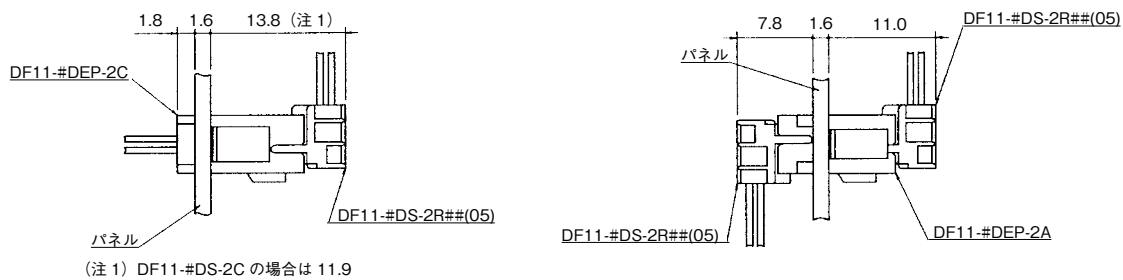 1.8 1.6 13.8（注 1）
DF11-#DEP-2C
DF11-#DS-2R##(05)
パネル
（注 1）DF11-#DS-2C の場合は 11.9
7.8 1.6 11.0
DF11-#DS-2R##(05)
パネル
DF11-#DS-2R##(05)
DF11-#DEP-2A